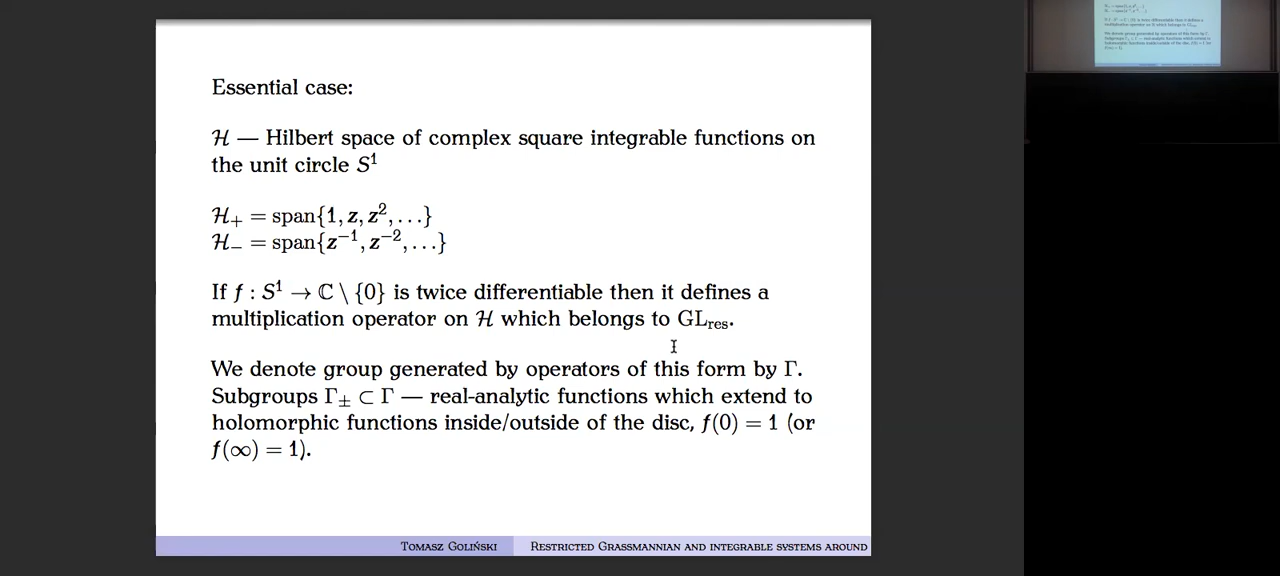 Essential case:
ℋ — Hilbert space of complex square integrable functions on
the unit circle S¹
ℋ₊ = span{1, z, z², . . .}
ℋ₋ = span{z⁻¹, z⁻², . . .}
If f : S¹ → ℂ \ {0} is twice differentiable then it defines a
multiplication operator on ℋ which belongs to GLres.
We denote group generated by operators of this form by Γ.
Subgroups Γ± ⊂ Γ — real-analytic functions which extend to
holomorphic functions inside/outside of the disc, f(0) = 1 (or
f(∞) = 1).
Tomasz Goliński Restricted Grassmannian and integrable systems around